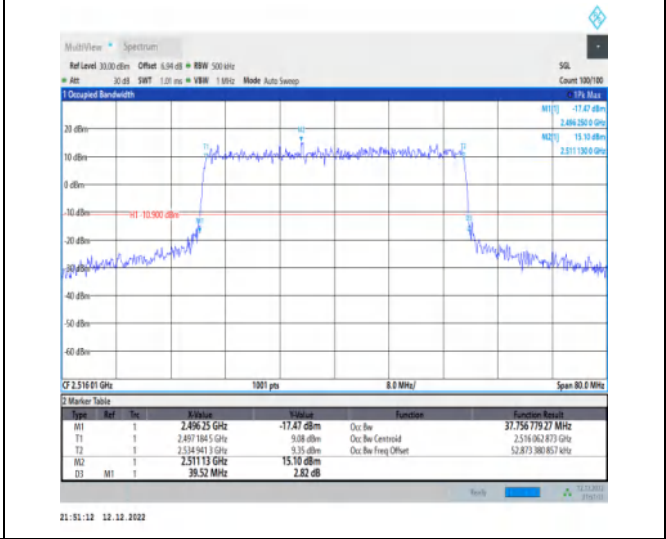 MultiView Spectrum
Ref Level 30.00 dBm Offset 6.94 dB RBW 500 kHz SGL
Att 30 dB SWT 1.01 ms VBW 1 MHz Mode Auto Sweep Count 100/100
1 Occupied Bandwidth 1Pk Max
M1[1] -17.47 dBm
2.496 250 0 GHz
M2[1] 15.10 dBm
2.511 130 0 GHz
20 dBm
T1 M2 T2
10 dBm
0 dBm
-10 dBm
H1 -10.900 dBm
-20 dBm
-30 dBm
-40 dBm
-50 dBm
-60 dBm
CF 2.516 01 GHz 1001 pts 8.0 MHz/ Span 80.0 MHz
2 Marker Table
Type Ref Trc X-Value Y-Value Function Function Result
M1 1 2.496 25 GHz -17.47 dBm Occ Bw 37.756 779 27 MHz
T1 1 2.497 184 5 GHz 9.08 dBm Occ Bw Centroid 2.516 062 873 GHz
T2 1 2.534 941 3 GHz 9.35 dBm Occ Bw Freq Offset 52.873 380 857 kHz
M2 1 2.511 13 GHz 15.10 dBm
D3 M1 1 39.52 MHz 2.82 dB
Ready
21:51:12 12.12.2022